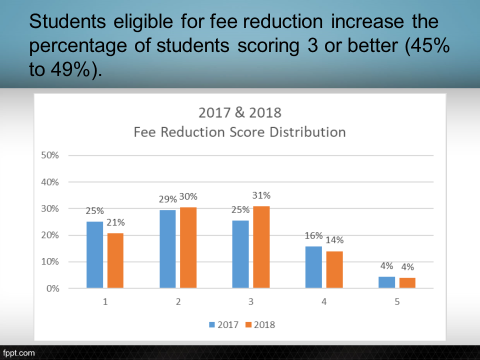 Students eligible for fee reduction increase the
percentage of students scoring 3 or better (45%
to 49%).
2017 & 2018
Fee Reduction Score Distribution
50%
40%
30%
20%
10%
0%
25%
21%
29%
30%
25%
31%
16%
14%
4%
4%
1 2 3 4 5
2017 2018
fppt.com